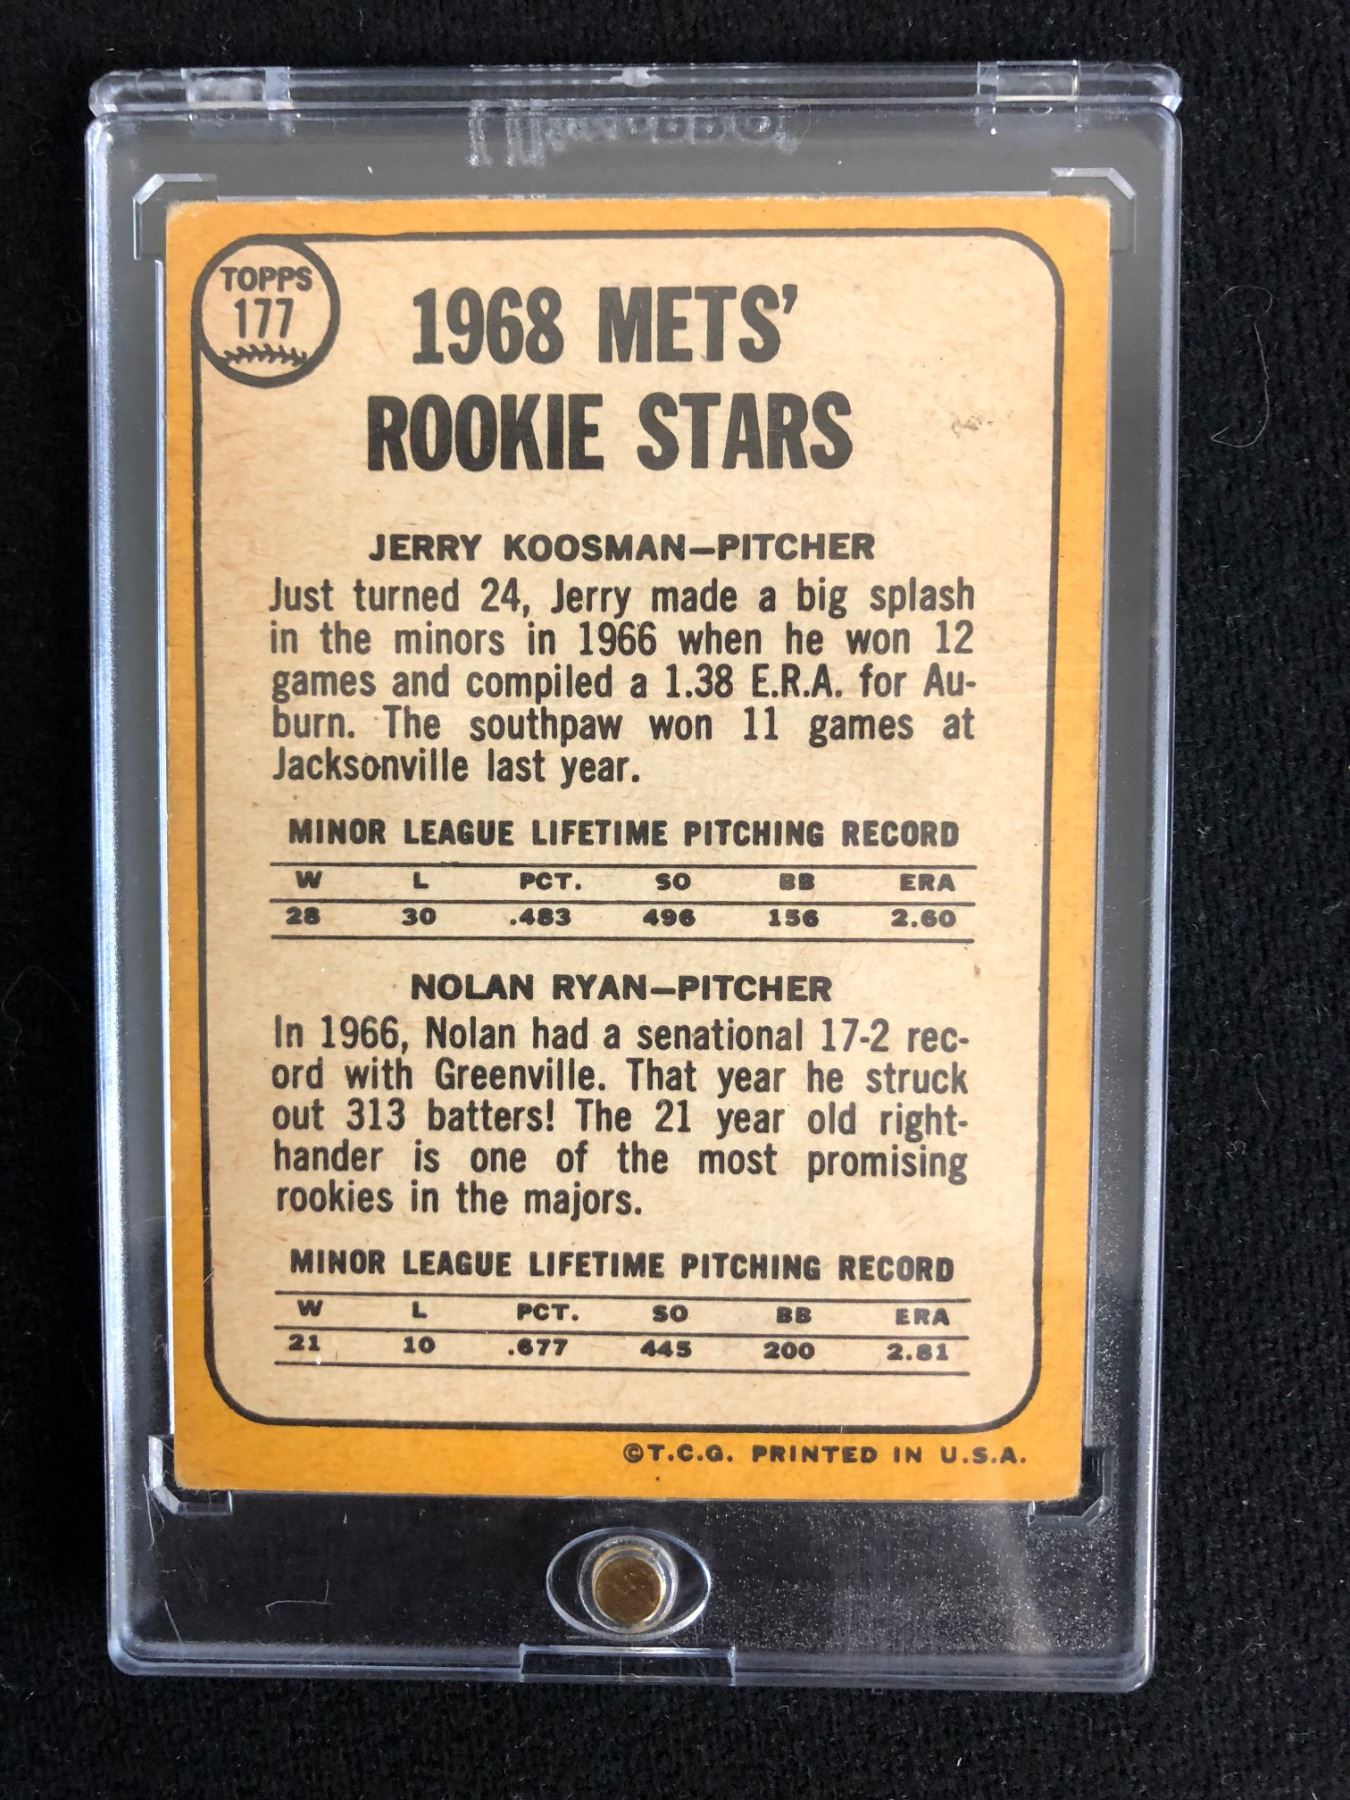 TOPPS
177
1968 METS'
ROOKIE STARS
JERRY KOOSMAN—PITCHER
Just turned 24, Jerry made a big splash
in the minors in 1966 when he won 12
games and compiled a 1.38 E.R.A. for Au-
burn. The southpaw won 11 games at
Jacksonville last year.
MINOR LEAGUE LIFETIME PITCHING RECORD
W L PCT. SO BB ERA
28 30 .483 496 156 2.60
NOLAN RYAN—PITCHER
In 1966, Nolan had a senational 17-2 rec-
ord with Greenville. That year he struck
out 313 batters! The 21 year old right-
hander is one of the most promising
rookies in the majors.
MINOR LEAGUE LIFETIME PITCHING RECORD
W L PCT. SO BB ERA
21 10 .677 445 200 2.81
©T.C.G. PRINTED IN U.S.A.